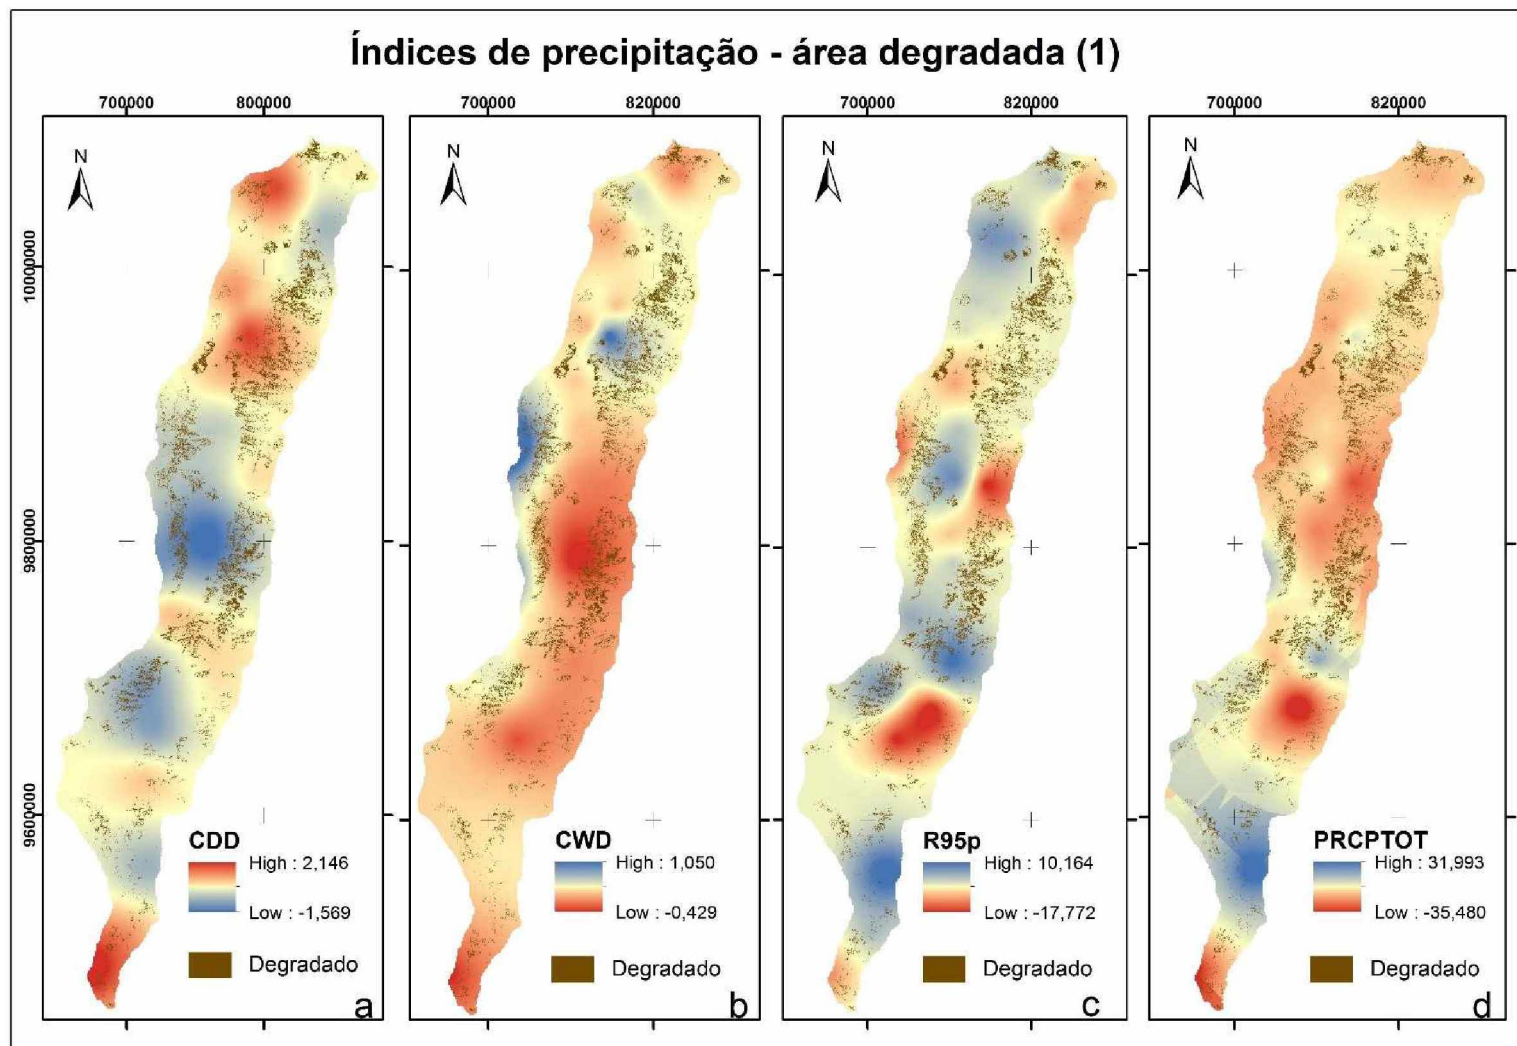 Índices de precipitação - área degradada (1)
700000 800000 700000 820000 700000 820000 700000 820000
N N N N
10000000
9800000
9600000
CDD
High : 2,146
Low : -1,569
Degradado
a
CWD
High : 1,050
Low : -0,429
Degradado
b
R95p
High : 10,164
Low : -17,772
Degradado
c
PRCPTOT
High : 31,993
Low : -35,480
Degradado
d